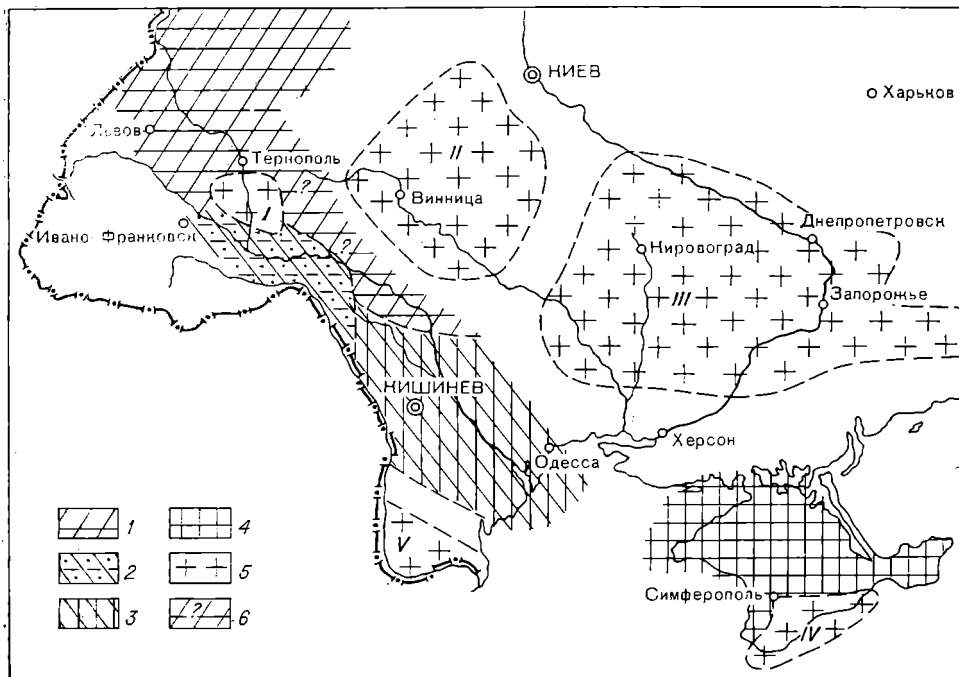 КИЕВ
Харьков
Львов
Тернополь
?
II
Винница
I
Ивано-Франковск
?
Днепропетровск
Нировоград
III
Запорожье
КИШИНЕВ
Херсон
Одесса
V
1
4
2
5
3
? 6
Симферополь
IV